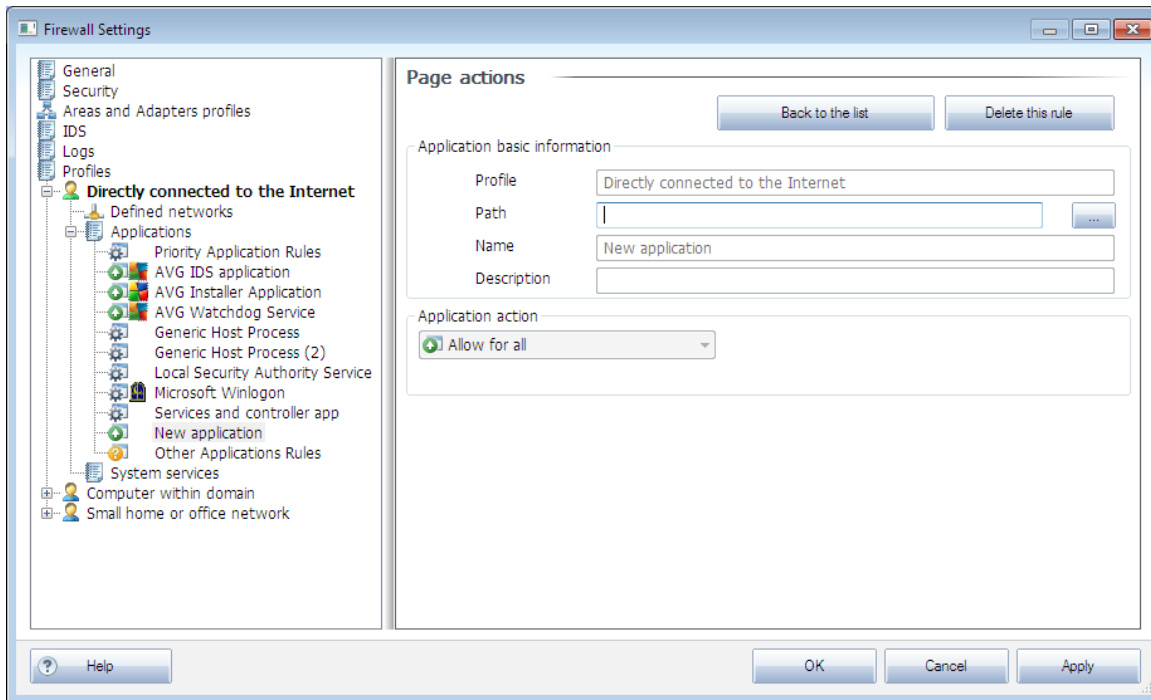 Firewall Settings
General
Security
Areas and Adapters profiles
IDS
Logs
Profiles
Directly connected to the Internet
Defined networks
Applications
Priority Application Rules
AVG IDS application
AVG Installer Application
AVG Watchdog Service
Generic Host Process
Generic Host Process (2)
Local Security Authority Service
Microsoft Winlogon
Services and controller app
New application
Other Applications Rules
System services
Computer within domain
Small home or office network
Page actions
Back to the list
Delete this rule
Application basic information
Profile
Directly connected to the Internet
Path
...
Name
New application
Description
Application action
Allow for all
? Help
OK
Cancel
Apply